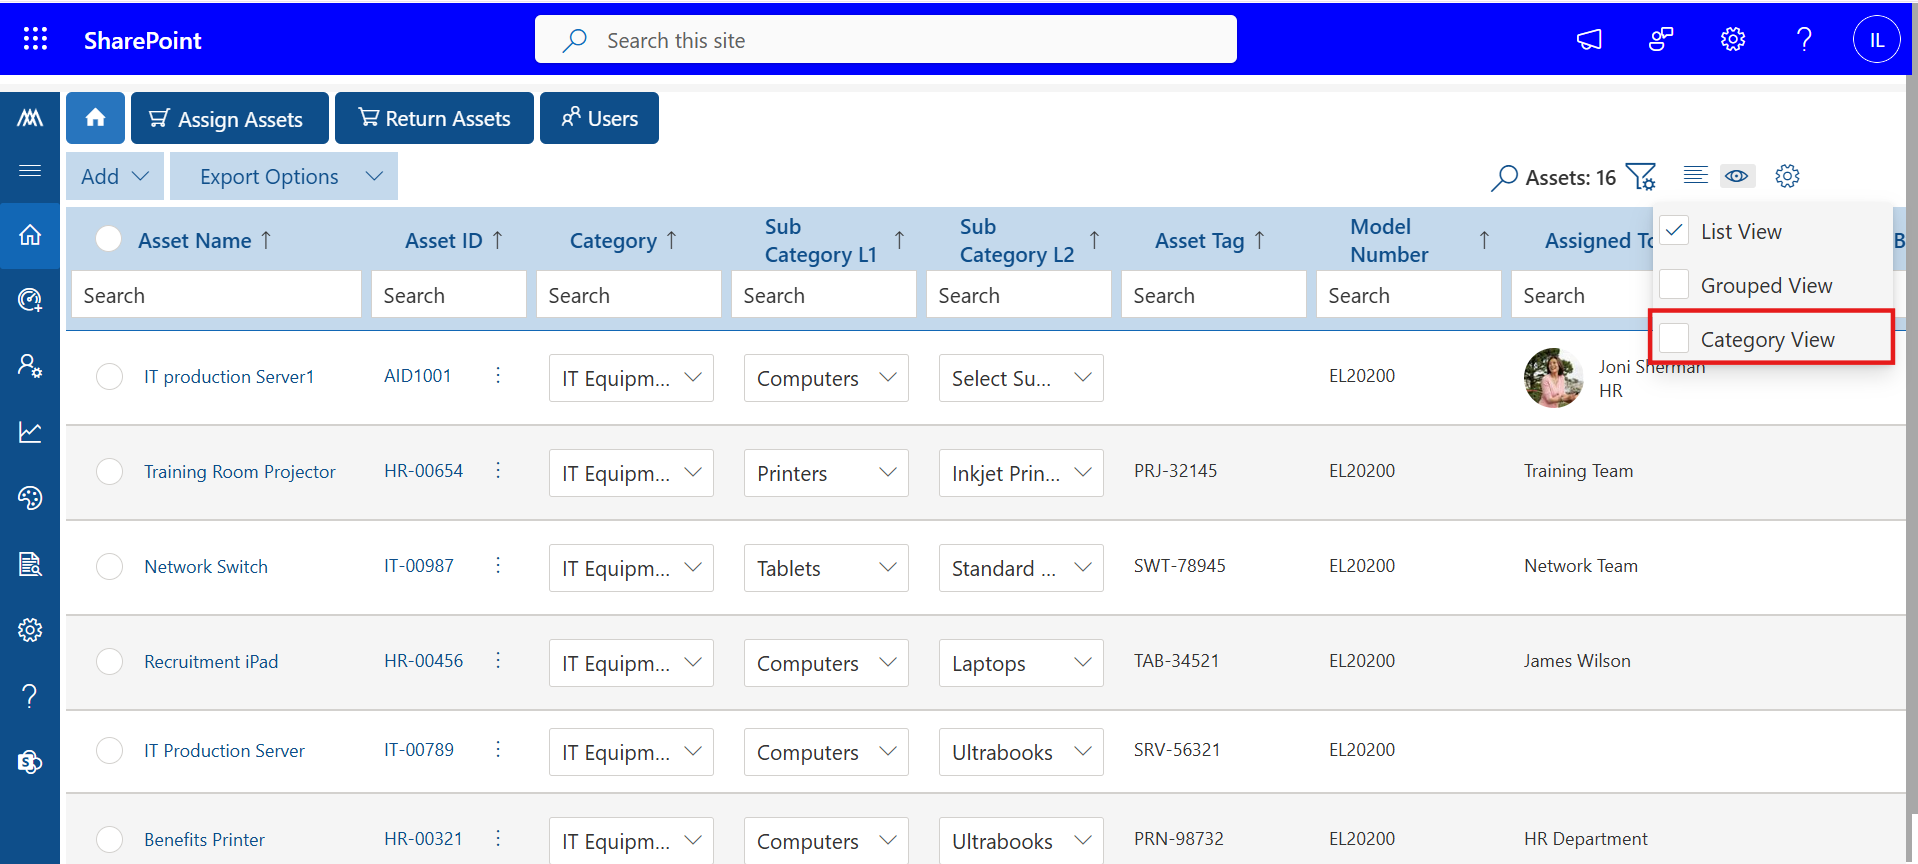 SharePoint
Search this site
IL
Assign Assets
Return Assets
Users
Add
Export Options
Assets: 16
Asset Name ↑
Asset ID ↑
Category ↑
Sub Category L1 ↑
Sub Category L2 ↑
Asset Tag ↑
Model Number ↑
Assigned To
B
List View
Grouped View
Category View
Search
Search
Search
Search
Search
Search
Search
Search
IT production Server1
AID1001
IT Equipm...
Computers
Select Su...
EL20200
Joni Sherman
HR
Training Room Projector
HR-00654
IT Equipm...
Printers
Inkjet Prin...
PRJ-32145
EL20200
Training Team
Network Switch
IT-00987
IT Equipm...
Tablets
Standard ...
SWT-78945
EL20200
Network Team
Recruitment iPad
HR-00456
IT Equipm...
Computers
Laptops
TAB-34521
EL20200
James Wilson
IT Production Server
IT-00789
IT Equipm...
Computers
Ultrabooks
SRV-56321
EL20200
Benefits Printer
HR-00321
IT Equipm...
Computers
Ultrabooks
PRN-98732
EL20200
HR Department